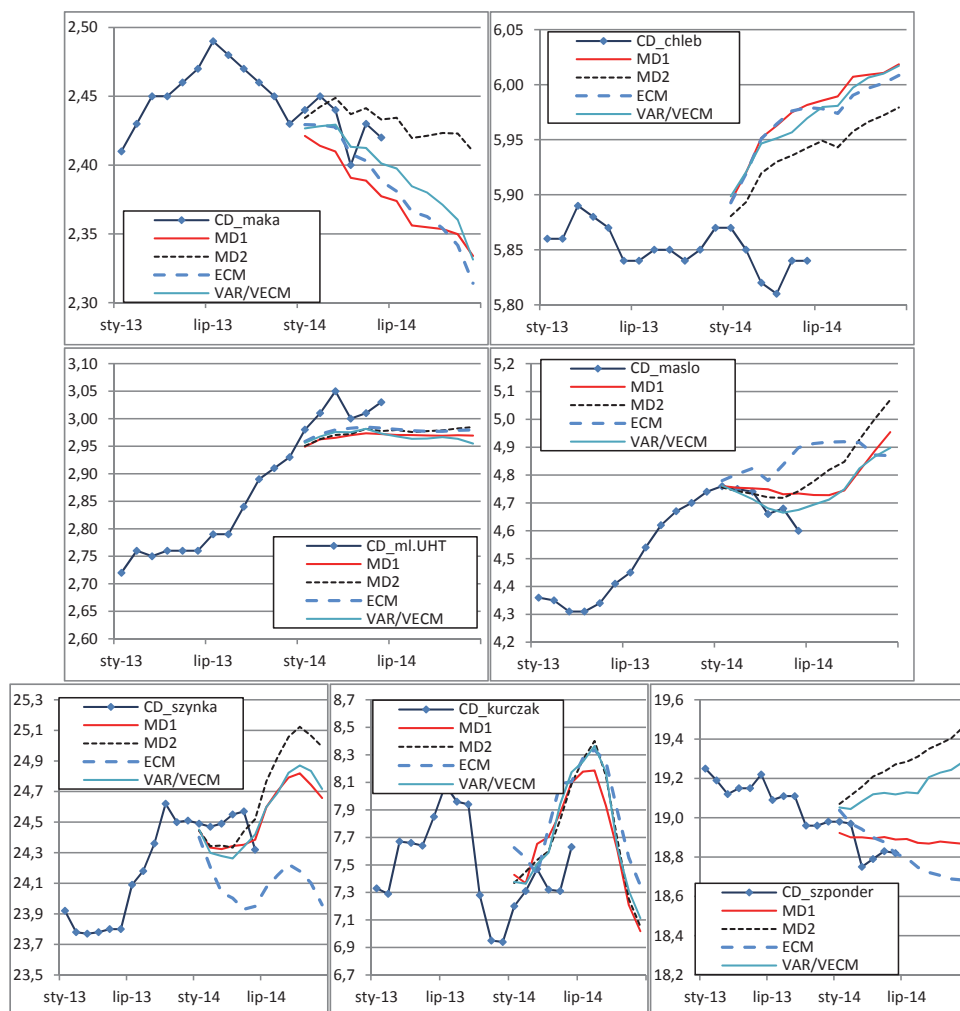 2,50
2,45
2,40
2,35
2,30
CD_maka
MD1
MD2
ECM
VAR/VECM
sty-13
lip-13
sty-14
lip-14
6,05
6,00
5,95
5,90
5,85
5,80
CD_chleb
MD1
MD2
ECM
VAR/VECM
sty-13
lip-13
sty-14
lip-14
3,10
3,05
3,00
2,95
2,90
2,85
2,80
2,75
2,70
2,65
2,60
CD_ml.UHT
MD1
MD2
ECM
VAR/VECM
sty-13
lip-13
sty-14
lip-14
5,2
5,1
5,0
4,9
4,8
4,7
4,6
4,5
4,4
4,3
4,2
CD_maslo
MD1
MD2
ECM
VAR/VECM
sty-13
lip-13
sty-14
lip-14
25,3
25,1
24,9
24,7
24,5
24,3
24,1
23,9
23,7
23,5
CD_szynka
MD1
MD2
ECM
VAR/VECM
sty-13
lip-13
sty-14
lip-14
8,7
8,5
8,3
8,1
7,9
7,7
7,5
7,3
7,1
6,9
6,7
CD_kurczak
MD1
MD2
ECM
VAR/VECM
sty-13
lip-13
sty-14
lip-14
19,6
19,4
19,2
19,0
18,8
18,6
18,4
18,2
CD_szponder
MD1
MD2
ECM
VAR/VECM
sty-13
lip-13
sty-14
lip-14